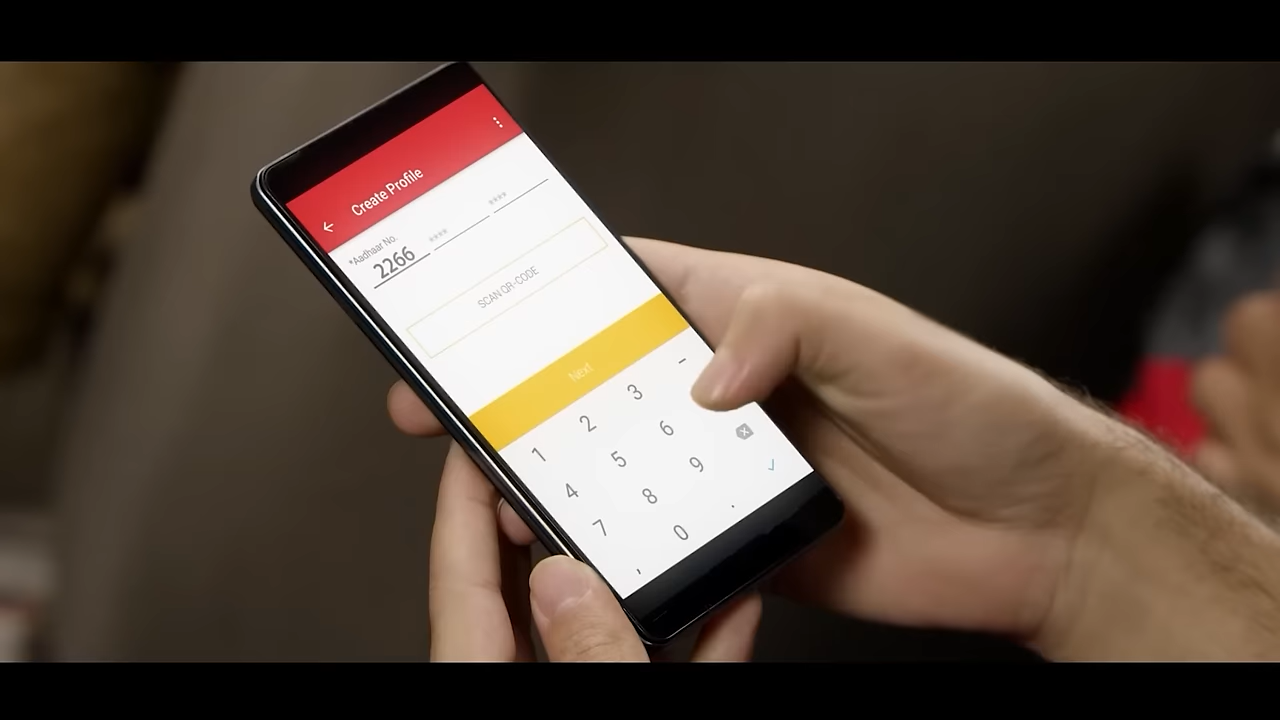 Create Profile
*Aadhaar No.
2266 **** ****
SCAN QR-CODE
Next
1 2 3 -
4 5 6
7 8 9
, 0 .